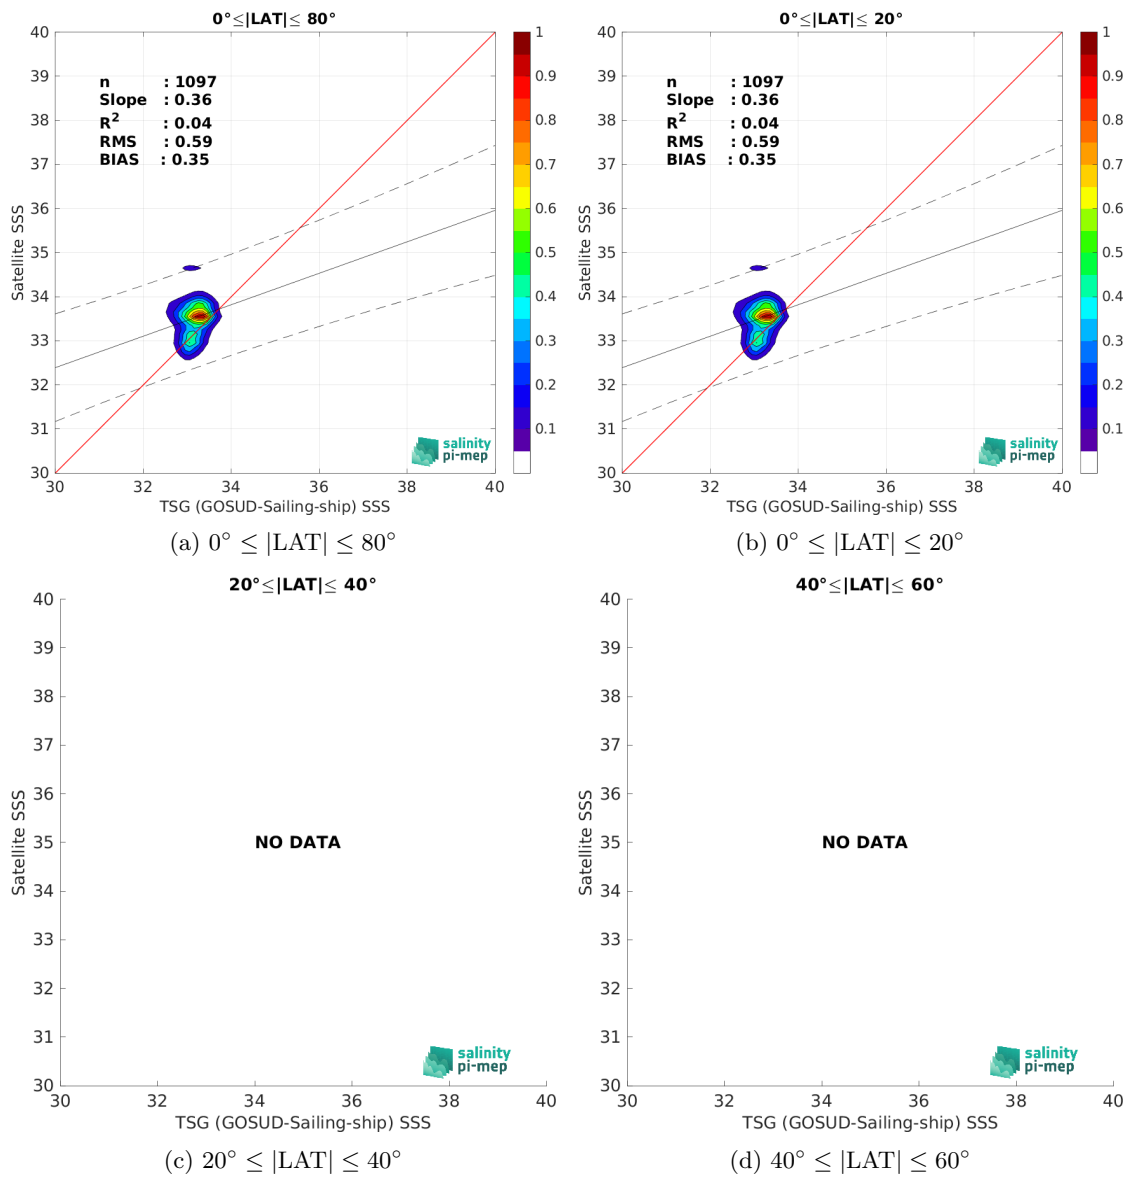 0°≤|LAT|≤ 80°
40
39
38
37
36
35
34
33
32
31
30
Satellite SSS
n : 1097
Slope : 0.36
R² : 0.04
RMS : 0.59
BIAS : 0.35
salinity
pi-mep
30 32 34 36 38 40
TSG (GOSUD-Sailing-ship) SSS
1
0.9
0.8
0.7
0.6
0.5
0.4
0.3
0.2
0.1
(a) 0° ≤ |LAT| ≤ 80°
0°≤|LAT|≤ 20°
40
39
38
37
36
35
34
33
32
31
30
Satellite SSS
n : 1097
Slope : 0.36
R² : 0.04
RMS : 0.59
BIAS : 0.35
salinity
pi-mep
30 32 34 36 38 40
TSG (GOSUD-Sailing-ship) SSS
1
0.9
0.8
0.7
0.6
0.5
0.4
0.3
0.2
0.1
(b) 0° ≤ |LAT| ≤ 20°
20°≤|LAT|≤ 40°
40
39
38
37
36
35
34
33
32
31
30
Satellite SSS
NO DATA
salinity
pi-mep
30 32 34 36 38 40
TSG (GOSUD-Sailing-ship) SSS
(c) 20° ≤ |LAT| ≤ 40°
40°≤|LAT|≤ 60°
40
39
38
37
36
35
34
33
32
31
30
Satellite SSS
NO DATA
salinity
pi-mep
30 32 34 36 38 40
TSG (GOSUD-Sailing-ship) SSS
(d) 40° ≤ |LAT| ≤ 60°